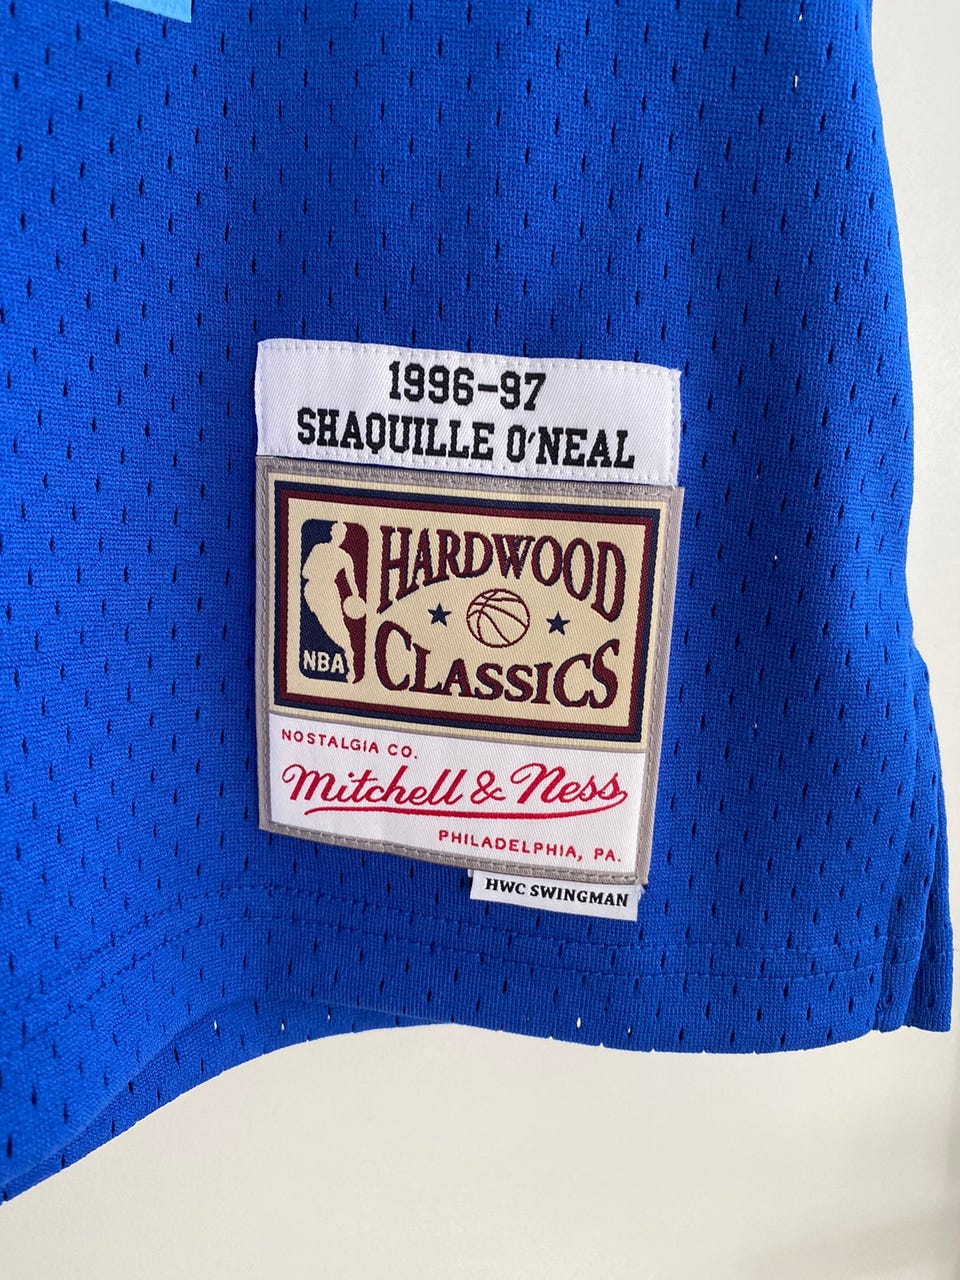 1996-97
SHAQUILLE O'NEAL
HARDWOOD
CLASSICS
NBA
NOSTALGIA CO.
Mitchell & Ness
PHILADELPHIA, PA.
HWC SWINGMAN